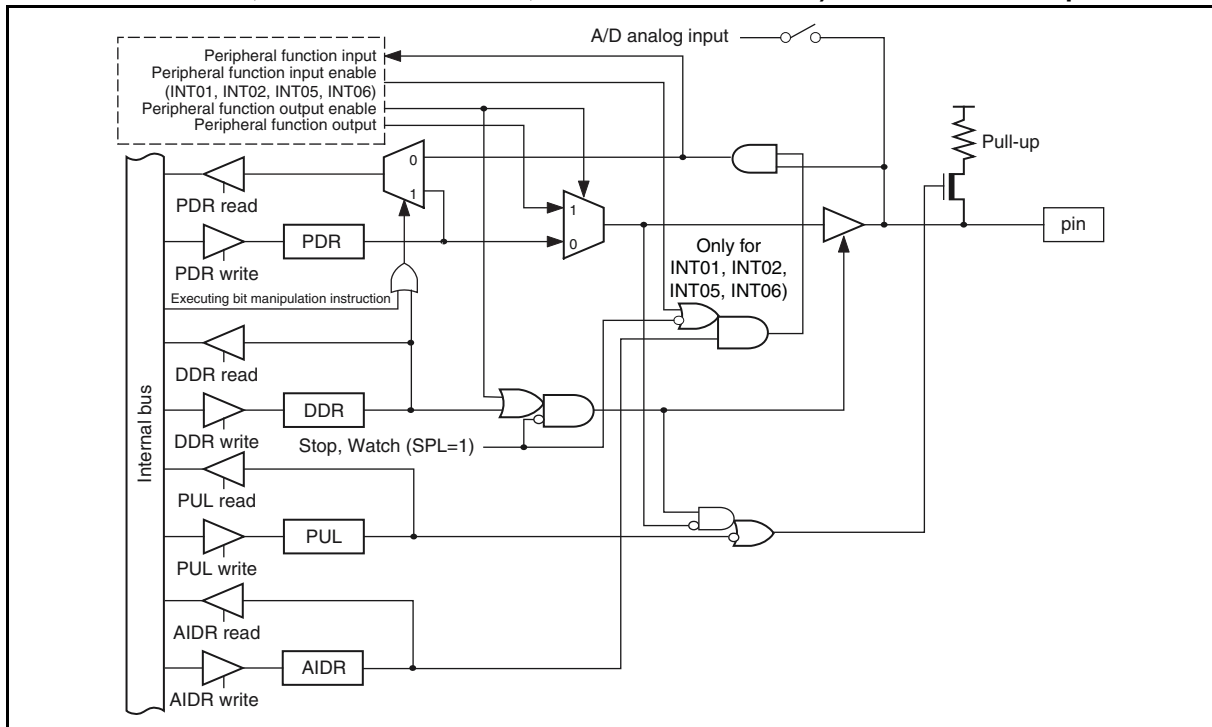 A/D analog input
Peripheral function input
Peripheral function input enable
(INT01, INT02, INT05, INT06)
Peripheral function output enable
Peripheral function output
Pull-up
0
1
PDR read
1
0
PDR
pin
PDR write
Only for
INT01, INT02,
INT05, INT06)
Executing bit manipulation instruction
DDR read
DDR
DDR write
Stop, Watch (SPL=1)
Internal bus
PUL read
PUL
PUL write
AIDR read
AIDR
AIDR write